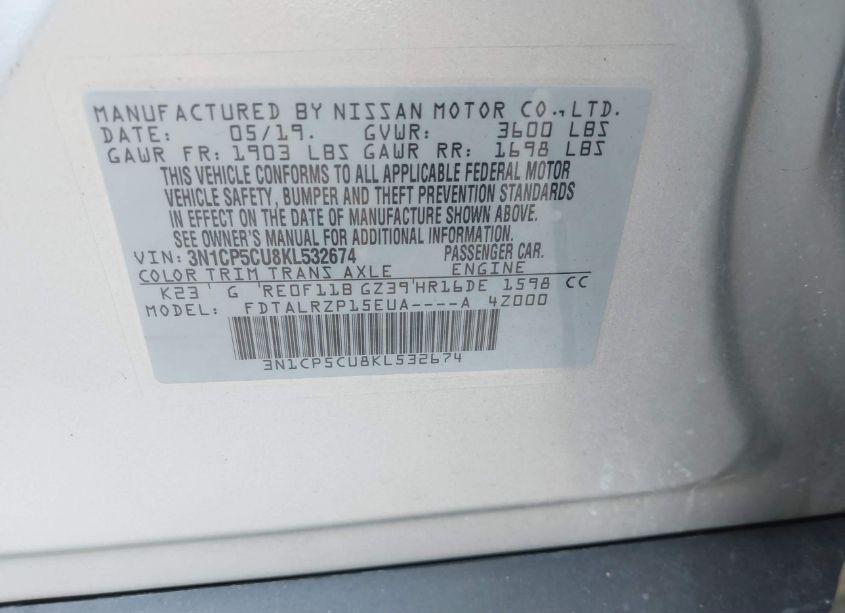 MANUFACTURED BY NISSAN MOTOR CO.,LTD.
DATE: 05/19. GVWR: 3600 LBS
GAWR FR: 1903 LBS GAWR RR: 1698 LBS
THIS VEHICLE CONFORMS TO ALL APPLICABLE FEDERAL MOTOR
VEHICLE SAFETY, BUMPER AND THEFT PREVENTION STANDARDS
IN EFFECT ON THE DATE OF MANUFACTURE SHOWN ABOVE.
SEE OWNER'S MANUAL FOR ADDITIONAL INFORMATION.
VIN: 3N1CP5CU8KL532674 PASSENGER CAR.
COLOR TRIM TRANS AXLE ENGINE
K23 G RE0F11B GZ39 HR16DE 1598 CC
MODEL: FDTALRZP15EUA----A 4Z000
3N1CP5CU8KL532674